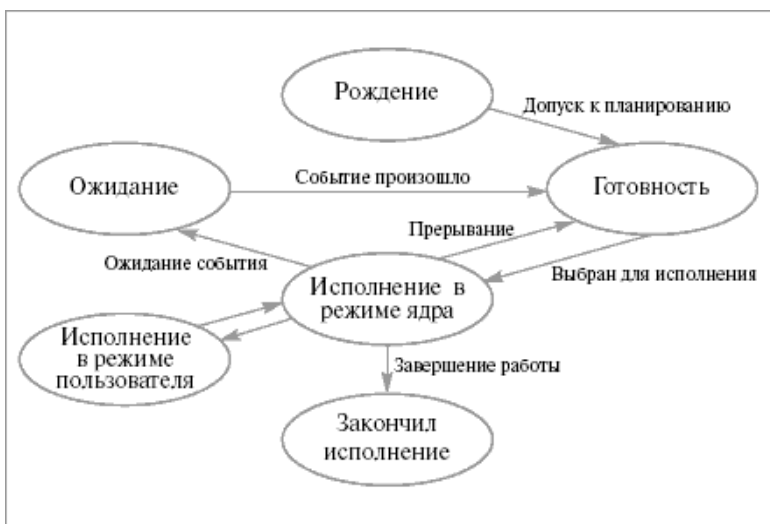 Рождение
Допуск к планированию
Ожидание
Событие произошло
Готовность
Прерывание
Ожидание события
Выбран для исполнения
Исполнение в
режиме ядра
Исполнение
в режиме
пользователя
Завершение работы
Закончил
исполнение